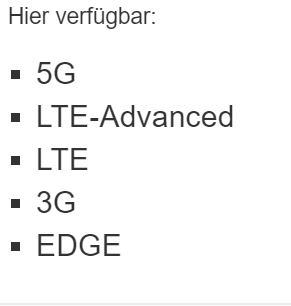 Hier verfügbar:
▪ 5G
▪ LTE-Advanced
▪ LTE
▪ 3G
▪ EDGE